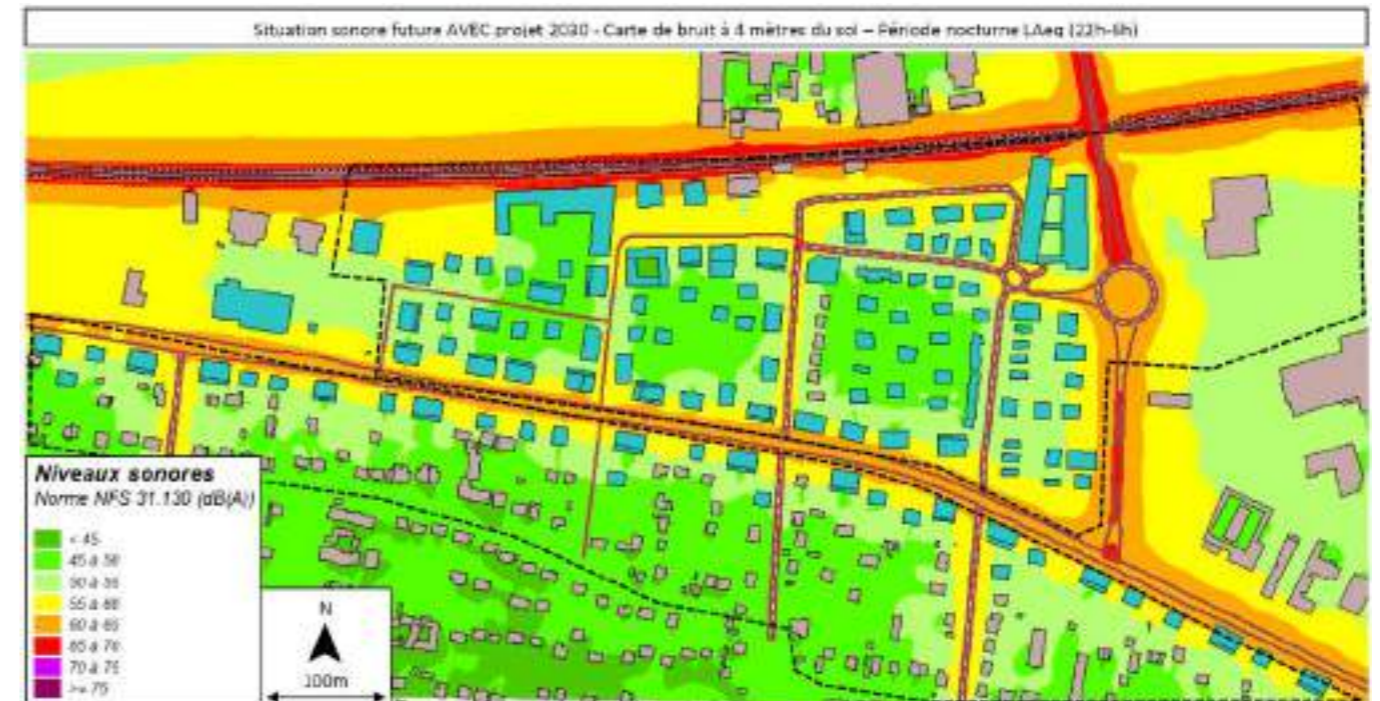 Situation sonore future AVEC projet 2030 - Carte de bruit à 4 mètres du sol – Période nocturne LAeq (22h-6h)
Niveaux sonores
Norme NFS 31.130 (dB(A))
< 45
45 à 50
50 à 55
55 à 60
60 à 65
65 à 70
70 à 75
>= 75
N
100m